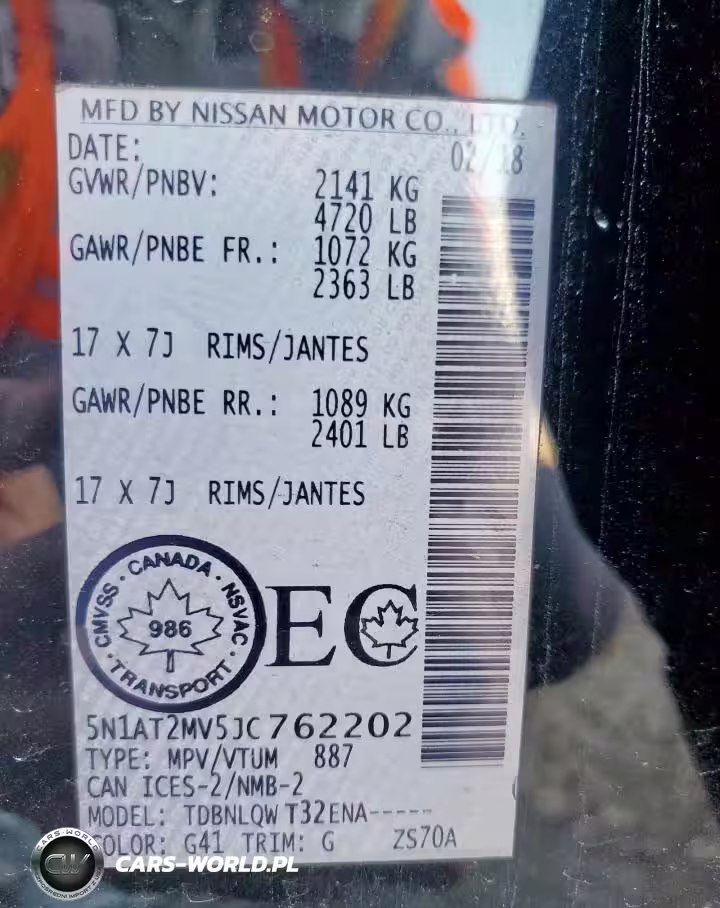 MFD BY NISSAN MOTOR CO., LTD.
DATE: 02/18
GVWR/PNBV: 2141 KG
4720 LB
GAWR/PNBE FR.: 1072 KG
2363 LB
17 X 7J RIMS/JANTES
GAWR/PNBE RR.: 1089 KG
2401 LB
17 X 7J RIMS/JANTES
CMVSS · CANADA · NSVAC · TRANSPORT ·
986
EC
5N1AT2MV5JC762202
TYPE: MPV/VTUM 887
CAN ICES-2/NMB-2
MODEL: TDBNLQW T32ENA-----
COLOR: G41 TRIM: G ZS70A
CARS-WORLD
CW
CARS-WORLD.PL